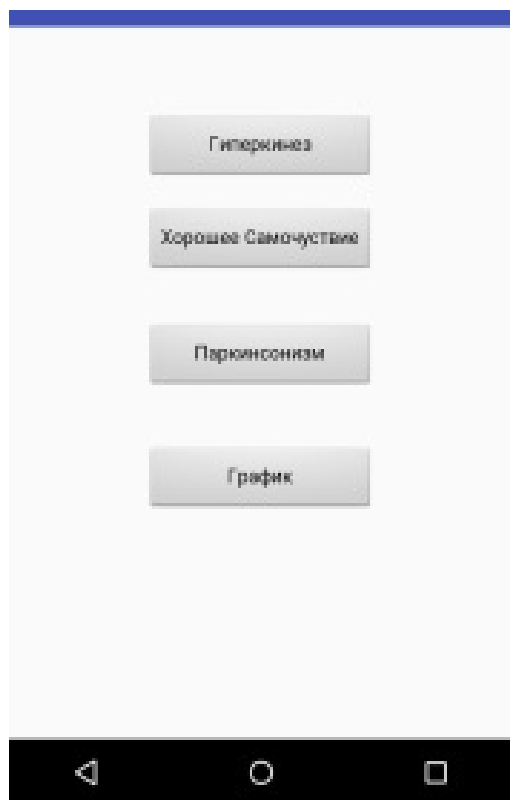 Гиперкинез
Хорошее Самочуствие
Паркинсонизм
График